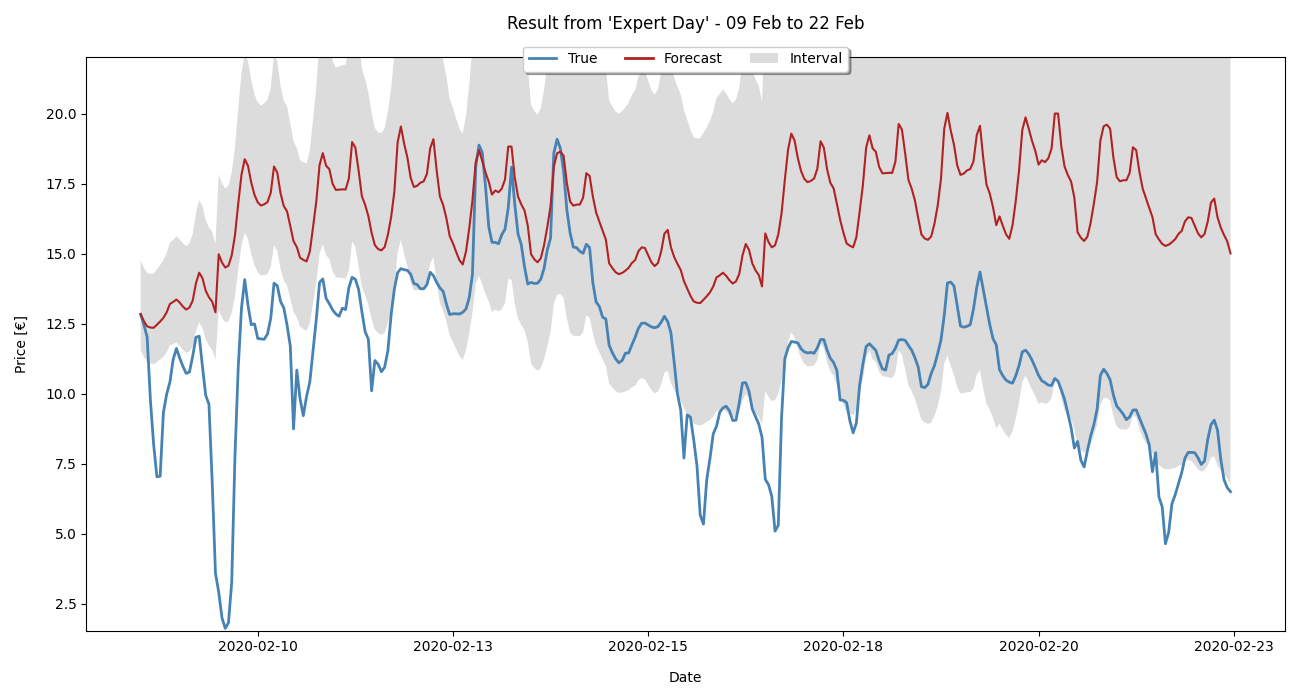 Result from 'Expert Day' - 09 Feb to 22 Feb
True Forecast Interval
20.0
17.5
15.0
12.5
10.0
7.5
5.0
2.5
Price [€]
2020-02-10 2020-02-13 2020-02-15 2020-02-18 2020-02-20 2020-02-23
Date